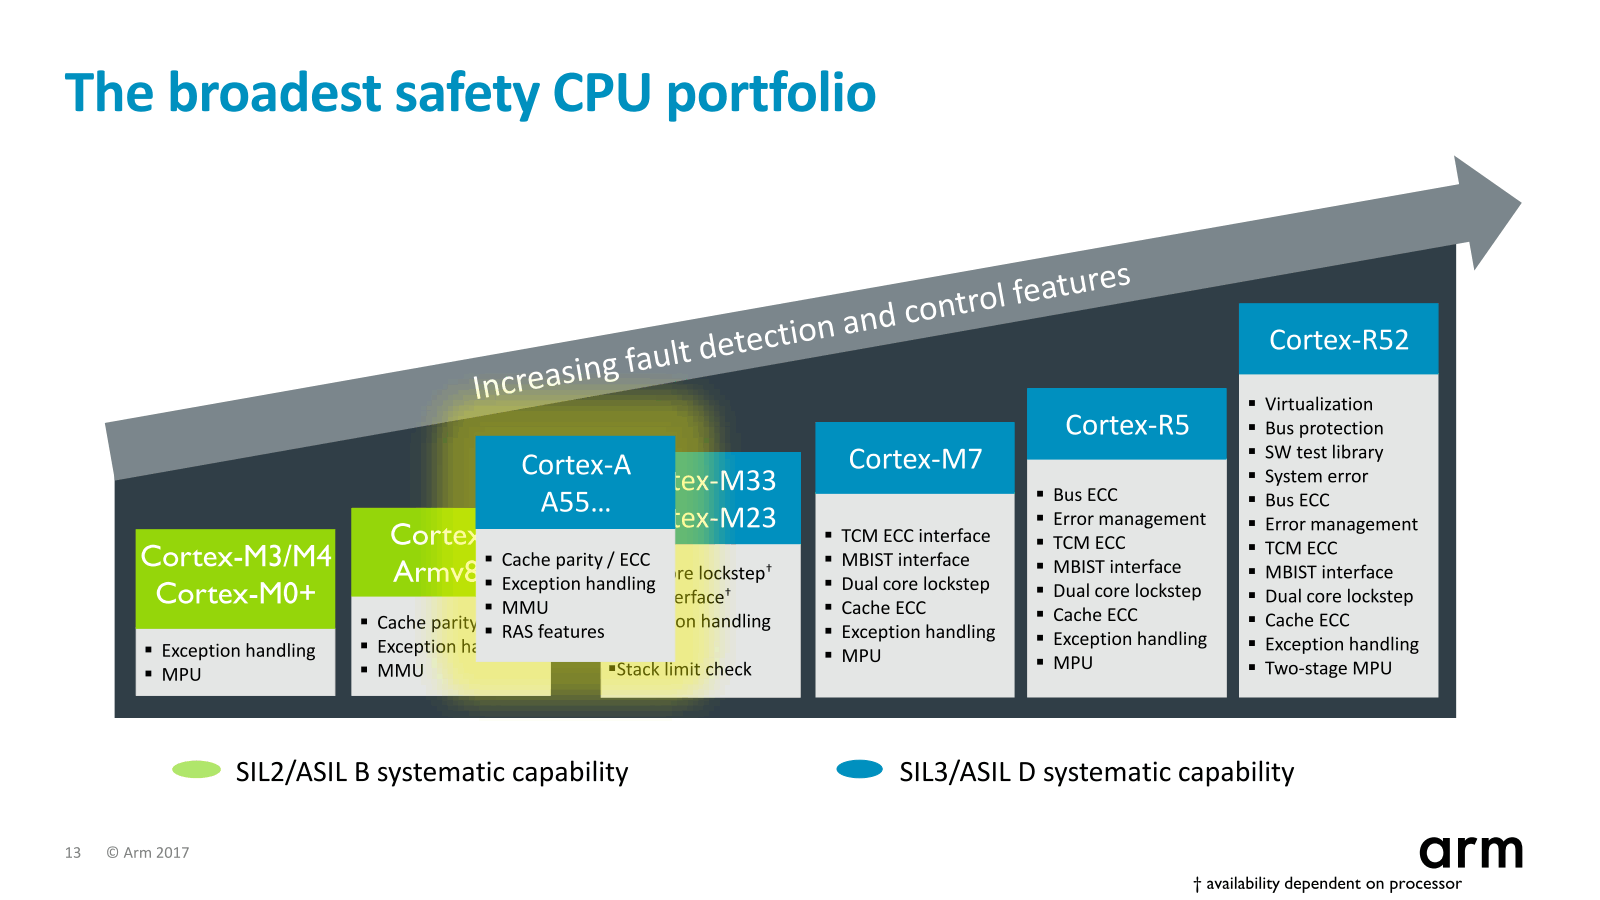 The broadest safety CPU portfolio
Increasing fault detection and control features
Cortex-M3/M4
Cortex-M0+
▪ Exception handling
▪ MPU
Cortex
Armv8
▪ Cache parity
▪ Exception
▪ MMU
Cortex-A
A55...
▪ Cache parity / ECC
▪ Exception handling
▪ MMU
▪ RAS features
M33
M23
lockstep†
handling
▪Stack limit check
Cortex-M7
▪ TCM ECC interface
▪ MBIST interface
▪ Dual core lockstep
▪ Cache ECC
▪ Exception handling
▪ MPU
Cortex-R5
▪ Bus ECC
▪ Error management
▪ TCM ECC
▪ MBIST interface
▪ Dual core lockstep
▪ Cache ECC
▪ Exception handling
▪ MPU
Cortex-R52
▪ Virtualization
▪ Bus protection
▪ SW test library
▪ System error
▪ Bus ECC
▪ Error management
▪ TCM ECC
▪ MBIST interface
▪ Dual core lockstep
▪ Cache ECC
▪ Exception handling
▪ Two-stage MPU
SIL2/ASIL B systematic capability
SIL3/ASIL D systematic capability
13 © Arm 2017
arm
† availability dependent on processor